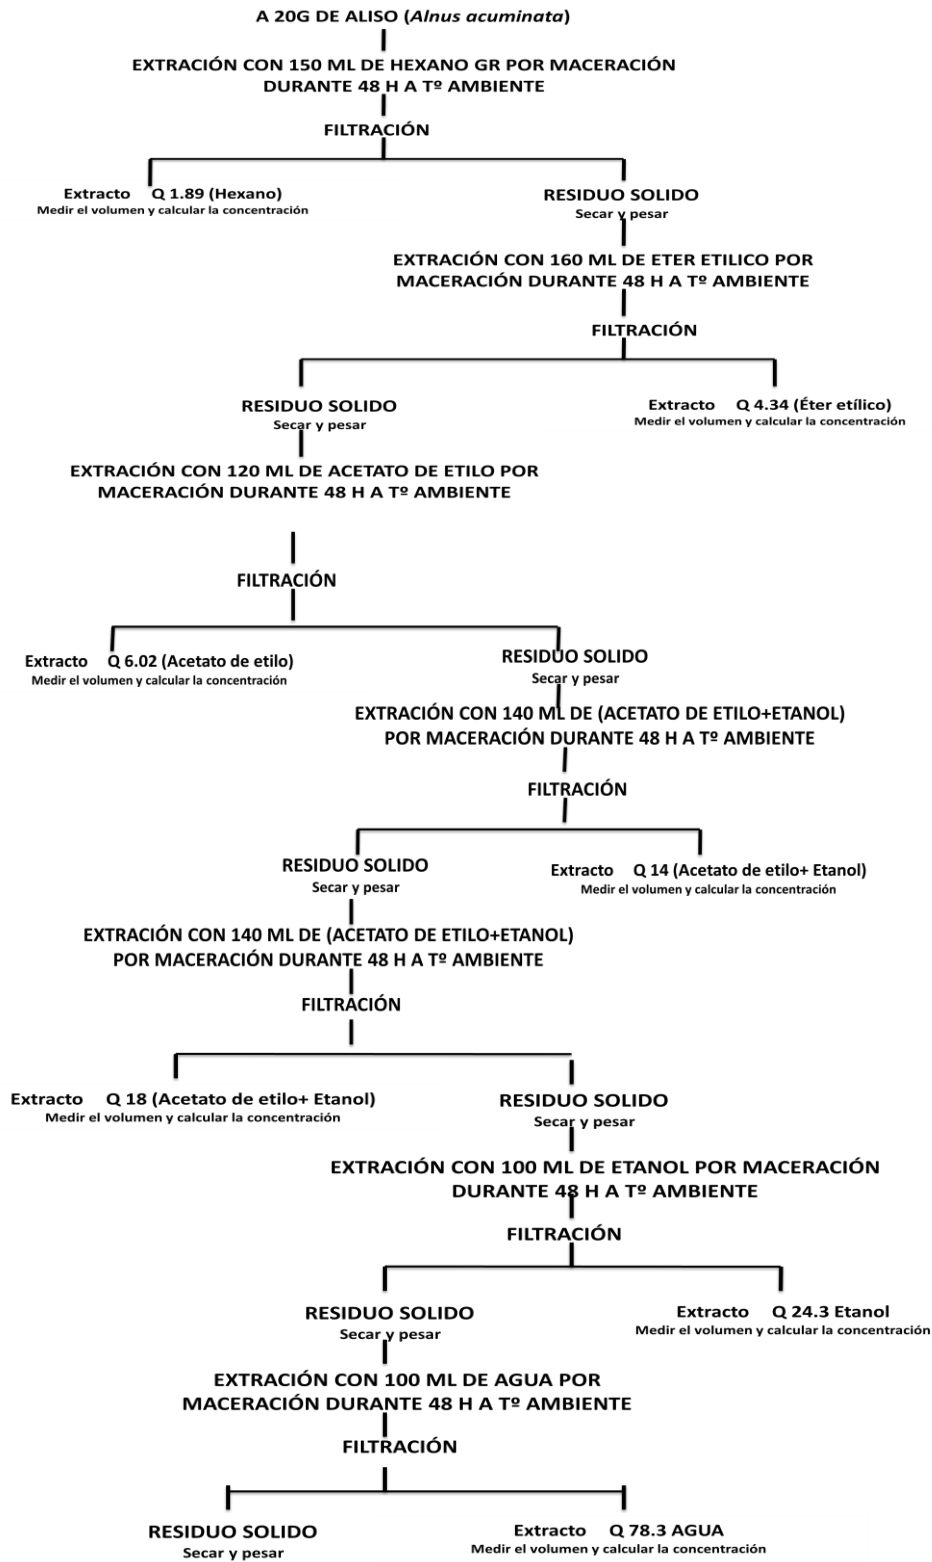 A 20G DE ALISO (Alnus acuminata)
EXTRACIÓN CON 150 ML DE HEXANO GR POR MACERACIÓN
DURANTE 48 H A Tº AMBIENTE
FILTRACIÓN
Extracto Q 1.89 (Hexano)
Medir el volumen y calcular la concentración
RESIDUO SOLIDO
Secar y pesar
EXTRACIÓN CON 160 ML DE ETER ETILICO POR
MACERACIÓN DURANTE 48 H A Tº AMBIENTE
FILTRACIÓN
RESIDUO SOLIDO
Secar y pesar
Extracto Q 4.34 (Éter etílico)
Medir el volumen y calcular la concentración
EXTRACIÓN CON 120 ML DE ACETATO DE ETILO POR
MACERACIÓN DURANTE 48 H A Tº AMBIENTE
FILTRACIÓN
Extracto Q 6.02 (Acetato de etilo)
Medir el volumen y calcular la concentración
RESIDUO SOLIDO
Secar y pesar
EXTRACIÓN CON 140 ML DE (ACETATO DE ETILO+ETANOL)
POR MACERACIÓN DURANTE 48 H A Tº AMBIENTE
FILTRACIÓN
RESIDUO SOLIDO
Secar y pesar
Extracto Q 14 (Acetato de etilo+ Etanol)
Medir el volumen y calcular la concentración
EXTRACIÓN CON 140 ML DE (ACETATO DE ETILO+ETANOL)
POR MACERACIÓN DURANTE 48 H A Tº AMBIENTE
FILTRACIÓN
Extracto Q 18 (Acetato de etilo+ Etanol)
Medir el volumen y calcular la concentración
RESIDUO SOLIDO
Secar y pesar
EXTRACIÓN CON 100 ML DE ETANOL POR MACERACIÓN
DURANTE 48 H A Tº AMBIENTE
FILTRACIÓN
RESIDUO SOLIDO
Secar y pesar
Extracto Q 24.3 Etanol
Medir el volumen y calcular la concentración
EXTRACIÓN CON 100 ML DE AGUA POR
MACERACIÓN DURANTE 48 H A Tº AMBIENTE
FILTRACIÓN
RESIDUO SOLIDO
Secar y pesar
Extracto Q 78.3 AGUA
Medir el volumen y calcular la concentración